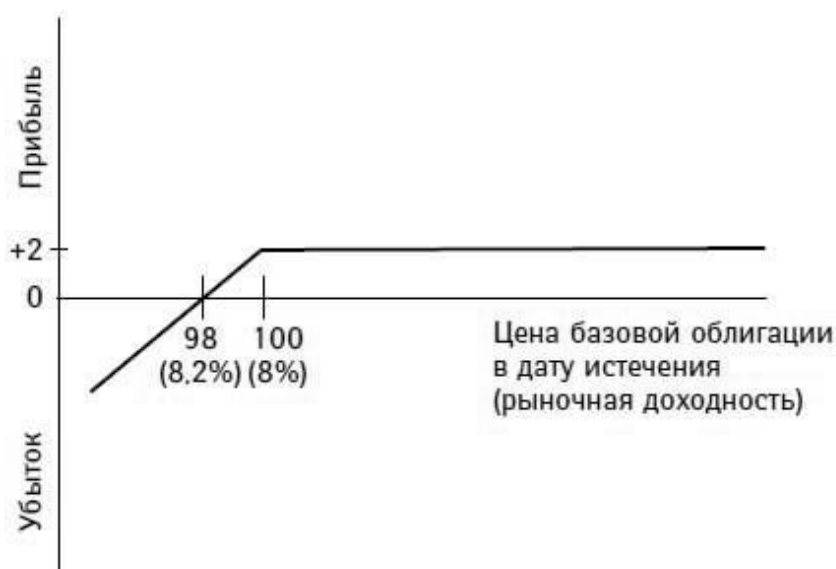 Прибыль
+2
0
98 100
(8,2%) (8%)
Цена базовой облигации
в дату истечения
(рыночная доходность)
Убыток